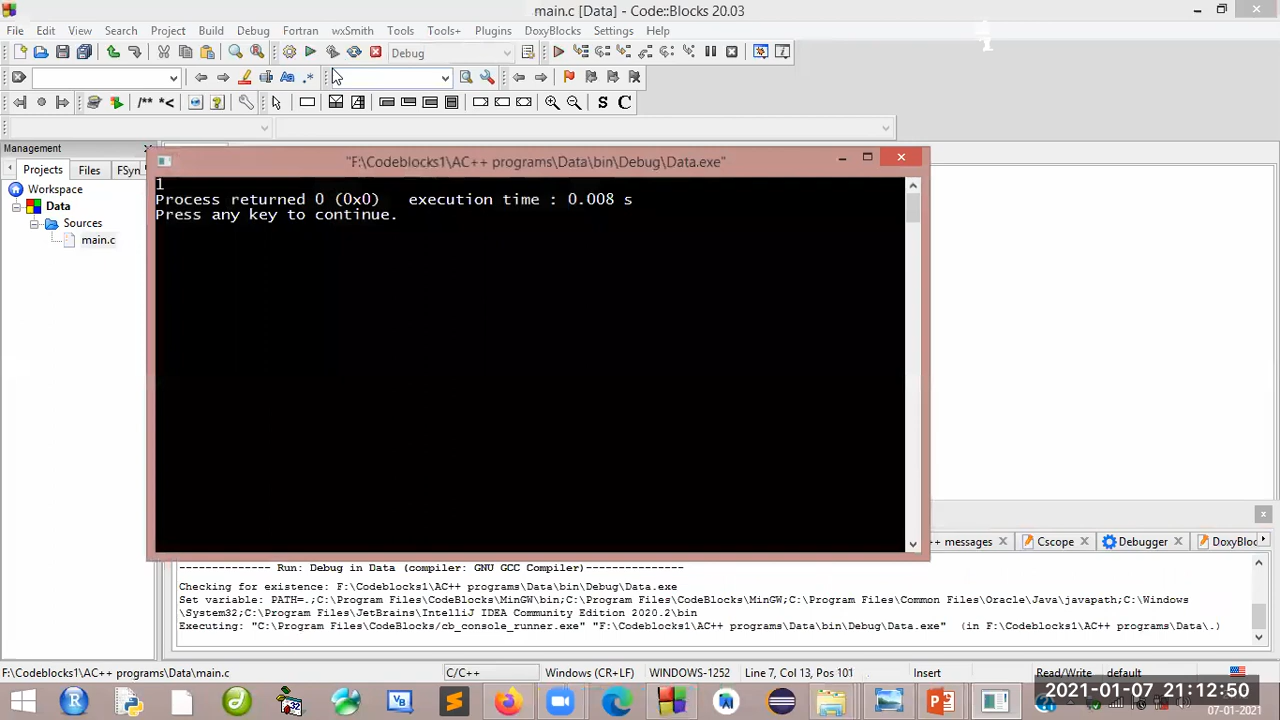 main.c [Data] - Code::Blocks 20.03
File Edit View Search Project Build Debug Fortran wxSmith Tools Tools+ Plugins DoxyBlocks Settings Help
Debug
/** *<
S C
Management
Projects Files FSyn
Workspace
Data
Sources
main.c
"F:\Codeblocks1\AC++ programs\Data\bin\Debug\Data.exe"
1
Process returned 0 (0x0)   execution time : 0.008 s
Press any key to continue.
messages Cscope Debugger DoxyBloc
-------------- Run: Debug in Data (compiler: GNU GCC Compiler)---------------
Checking for existence: F:\Codeblocks1\AC++ programs\Data\bin\Debug\Data.exe
Set variable: PATH=.;C:\Program Files\CodeBlocks\MinGW\bin;C:\Program Files\CodeBlocks\MinGW;C:\Program Files\Common Files\Oracle\Java\javapath;C:\Windows
\System32;C:\Program Files\JetBrains\IntelliJ IDEA Community Edition 2020.2\bin
Executing: "C:\Program Files\CodeBlocks/cb_console_runner.exe" "F:\Codeblocks1\AC++ programs\Data\bin\Debug\Data.exe"  (in F:\Codeblocks1\AC++ programs\Data\.)
F:\Codeblocks1\AC++ programs\Data\main.c C/C++ Windows (CR+LF) WINDOWS-1252 Line 7, Col 13, Pos 101 Insert Read/Write default
2021-01-07 21:12:50
07-01-2021